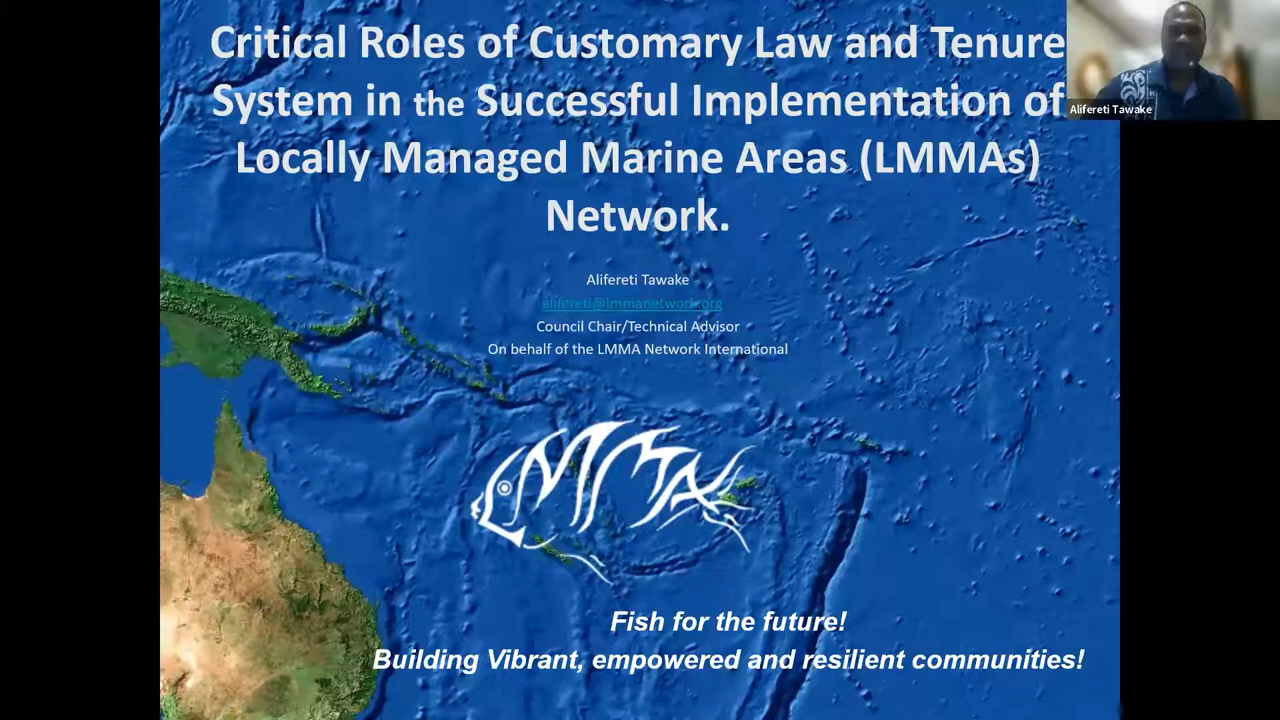 Critical Roles of Customary Law and Tenure
System in the Successful Implementation of
Locally Managed Marine Areas (LMMAs)
Network.
Alifereti Tawake
Alifereti Tawake
alifereti@lmmanetwork.org
Council Chair/Technical Advisor
On behalf of the LMMA Network International
LMMA
Fish for the future!
Building Vibrant, empowered and resilient communities!